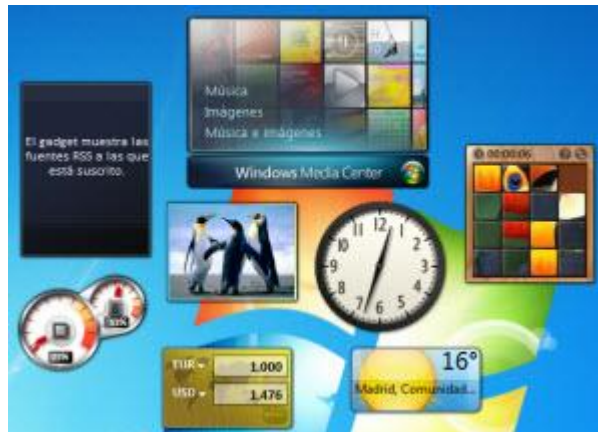 Música
Imágenes
Música e imágenes
Windows Media Center
El gadget muestra las
fuentes RSS a las que
está suscrito.
00:00:06
12
1
2
3
4
5
6
7
8
9
10
11
TUR
1.000
USD
1,476
16°
Madrid, Comunidad...